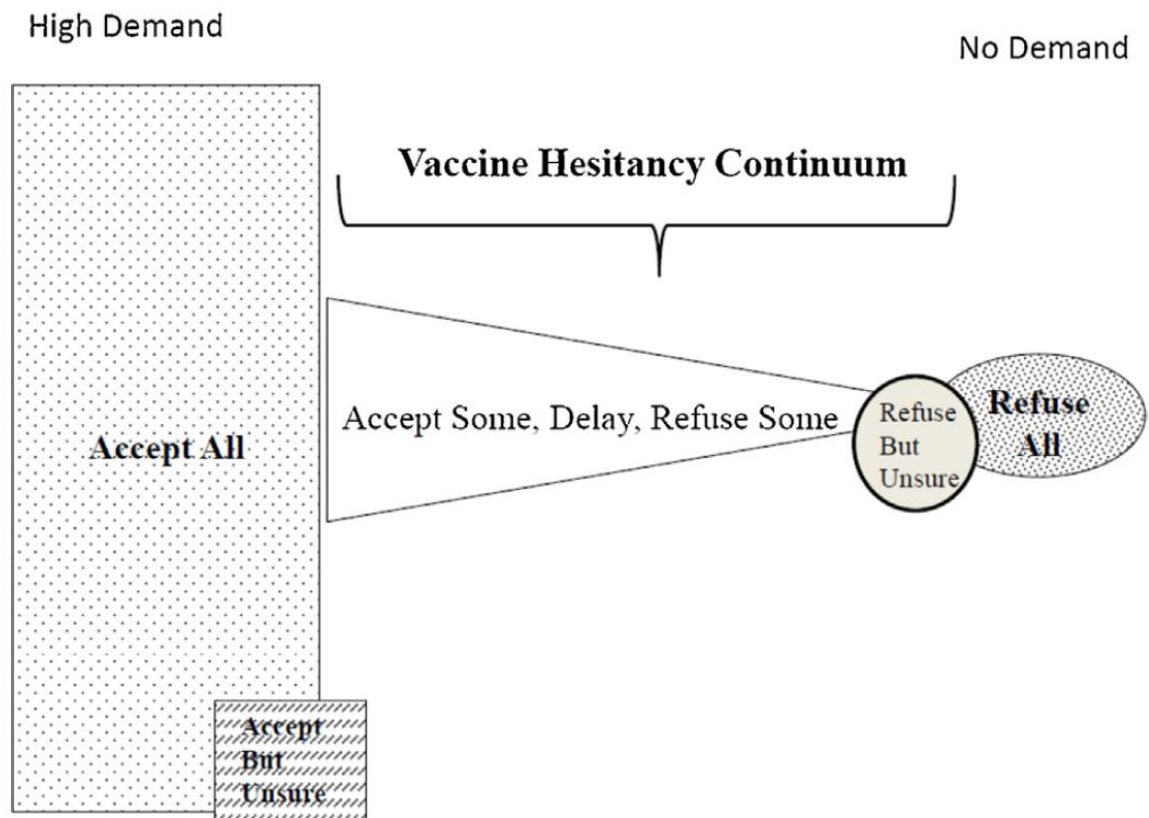 High Demand
No Demand
Vaccine Hesitancy Continuum
Accept All
Accept Some, Delay, Refuse Some
Refuse
But
Unsure
Refuse
All
Accept
But
Unsure